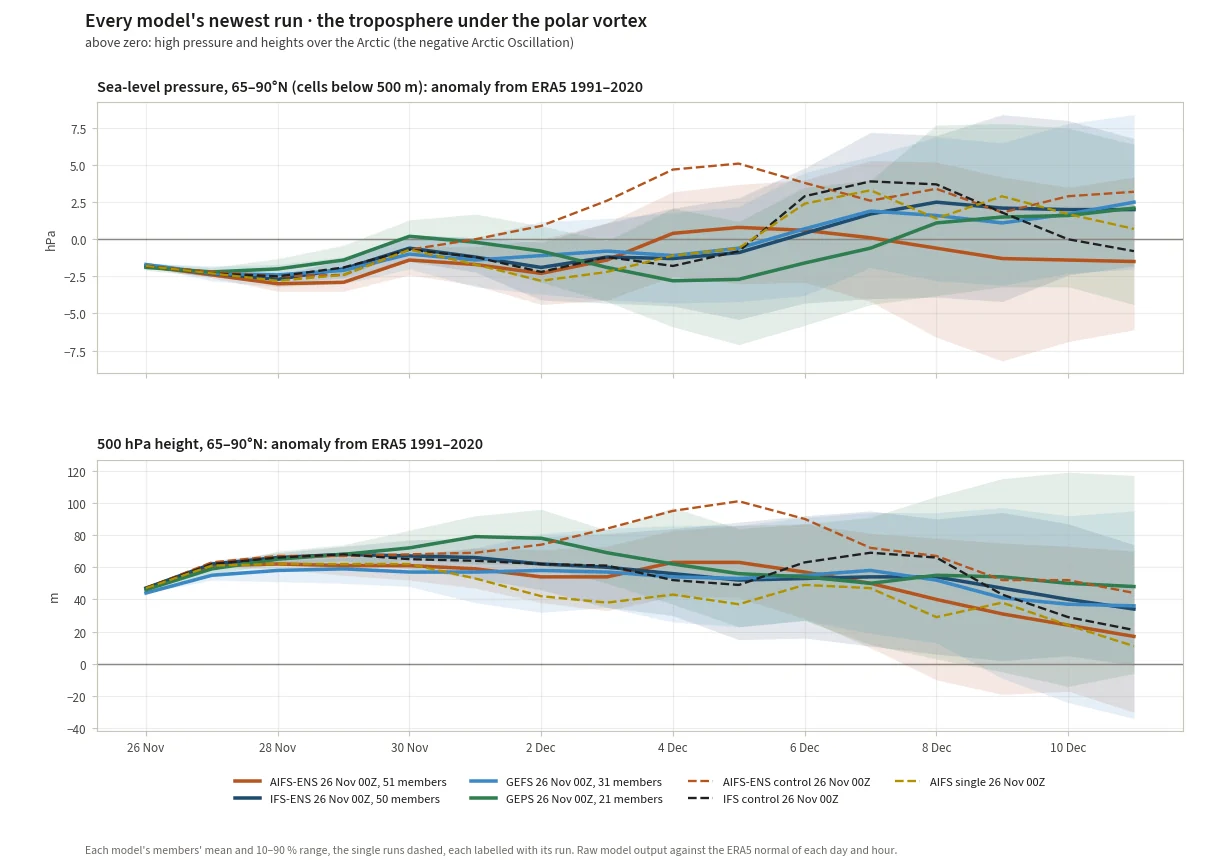 Every model's newest run · the troposphere under the polar vortex
above zero: high pressure and heights over the Arctic (the negative Arctic Oscillation)
Sea-level pressure, 65–90°N (cells below 500 m): anomaly from ERA5 1991–2020
7.5
5.0
2.5
0.0
−2.5
−5.0
−7.5
hPa
500 hPa height, 65–90°N: anomaly from ERA5 1991–2020
120
100
80
60
40
20
0
−20
−40
m
26 Nov 28 Nov 30 Nov 2 Dec 4 Dec 6 Dec 8 Dec 10 Dec
AIFS-ENS 26 Nov 00Z, 51 members GEFS 26 Nov 00Z, 31 members AIFS-ENS control 26 Nov 00Z AIFS single 26 Nov 00Z
IFS-ENS 26 Nov 00Z, 50 members GEPS 26 Nov 00Z, 21 members IFS control 26 Nov 00Z
Each model's members' mean and 10–90 % range, the single runs dashed, each labelled with its run. Raw model output against the ERA5 normal of each day and hour.